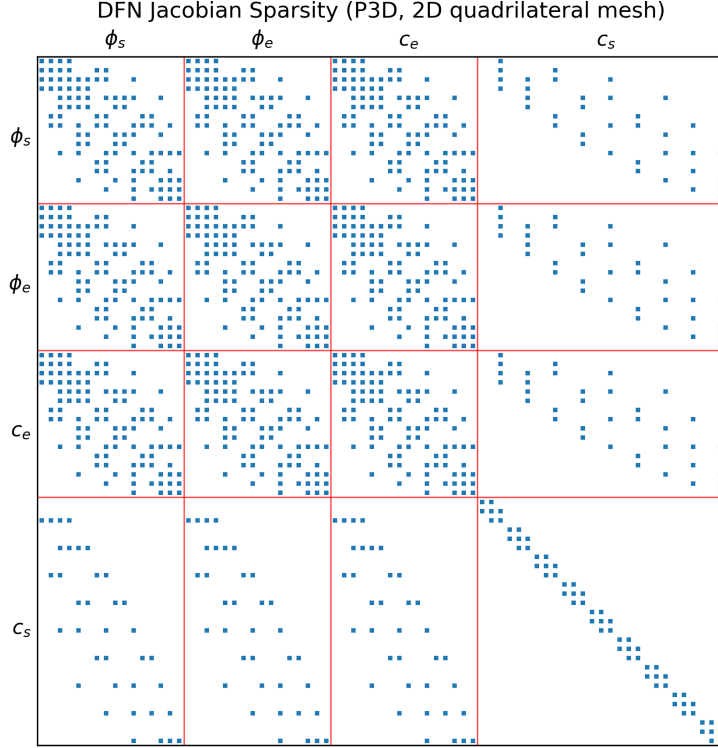 DFN Jacobian Sparsity (P3D, 2D quadrilateral mesh)
ϕₛ ϕₑ cₑ cₛ
ϕₛ
ϕₑ
cₑ
cₛ